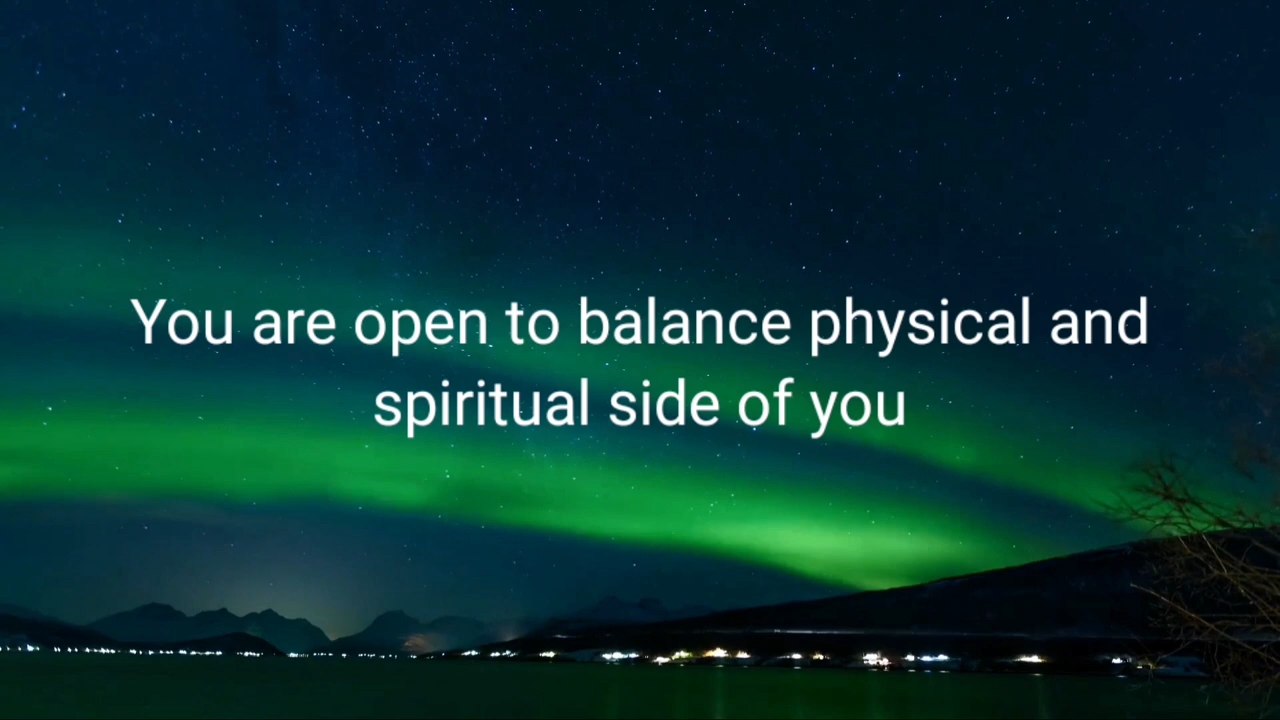 You are open to balance physical and
spiritual side of you